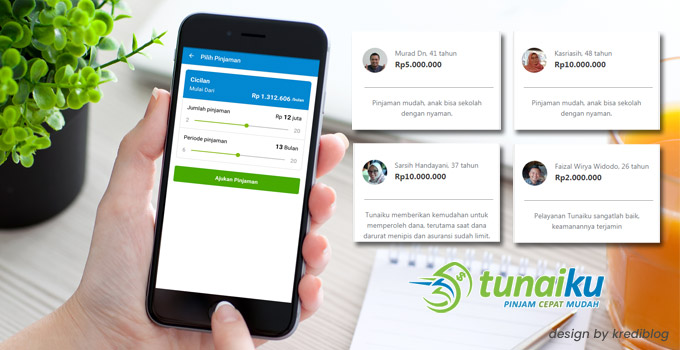 Pilih Pinjaman
Cicilan
Mulai Dari
Rp 1.312.606 /bulan
Jumlah pinjaman
Rp 12 juta
2
20
Periode pinjaman
13 Bulan
6
20
Ajukan Pinjaman
Murad Dn, 41 tahun
Rp5.000.000
Pinjaman mudah, anak bisa sekolah
dengan nyaman.
Kasriasih, 48 tahun
Rp10.000.000
Pinjaman mudah, anak bisa sekolah
dengan nyaman.
Sarsih Handayani, 37 tahun
Rp10.000.000
Tunaiku memberikan kemudahan untuk
memperoleh dana, terutama saat dana
darurat menipis dan asuransi sudah limit.
Faizal Wirya Widodo, 26 tahun
Rp2.000.000
Pelayanan Tunaiku sangatlah baik,
keamanannya terjamin
tunaiku
PINJAM CEPAT MUDAH
design by krediblog